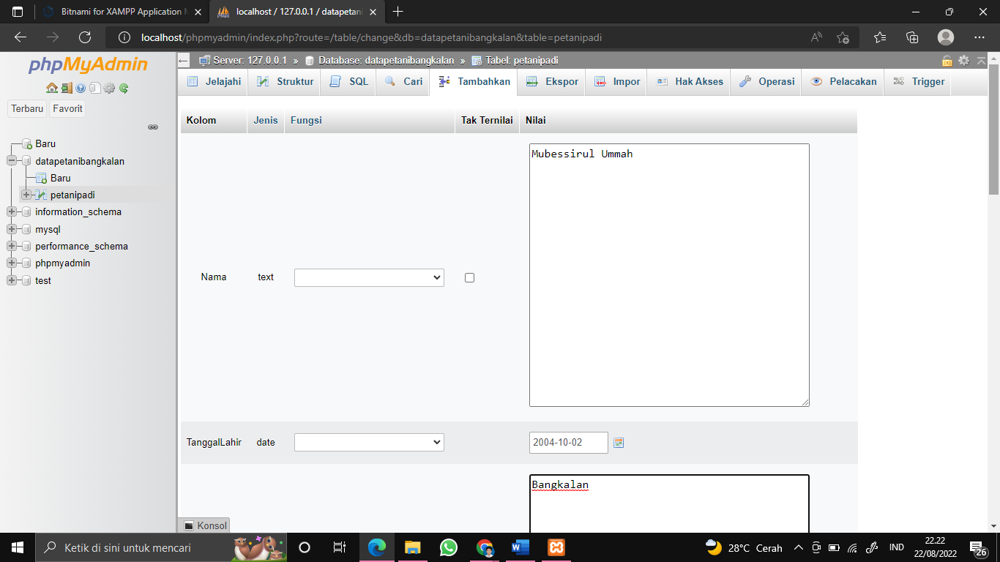 Bitnami for XAMPP Application M
localhost / 127.0.0.1 / datapetani
localhost/phpmyadmin/index.php?route=/table/change&db=datapetanibangkalan&table=petanipadi
phpMyAdmin
Terbaru Favorit
Baru
datapetanibangkalan
Baru
petanipadi
information_schema
mysql
performance_schema
phpmyadmin
test
Server: 127.0.0.1 » Database: datapetanibangkalan » Tabel: petanipadi
Jelajahi Struktur SQL Cari Tambahkan Ekspor Impor Hak Akses Operasi Pelacakan Trigger
Kolom Jenis Fungsi Tak Ternilai Nilai
Mubessirul Ummah
Nama text
TanggalLahir date 2004-10-02
Bangkalan
Konsol
Ketik di sini untuk mencari
28°C Cerah
IND
22.22
22/08/2022
26